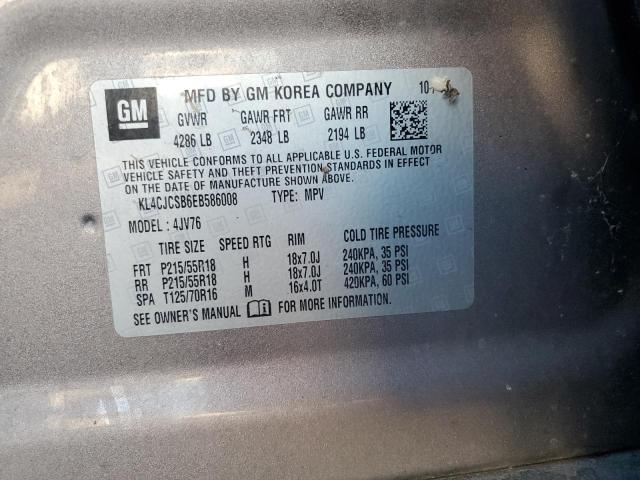 GM
MFD BY GM KOREA COMPANY 10
GVWR GAWR FRT GAWR RR
4286 LB 2348 LB 2194 LB
THIS VEHICLE CONFORMS TO ALL APPLICABLE U.S. FEDERAL MOTOR
VEHICLE SAFETY AND THEFT PREVENTION STANDARDS IN EFFECT
ON THE DATE OF MANUFACTURE SHOWN ABOVE.
KL4CJCSB6EB586008 TYPE: MPV
MODEL: 4JV76
TIRE SIZE SPEED RTG RIM COLD TIRE PRESSURE
FRT P215/55R18 H 18x7.0J 240KPA, 35 PSI
RR P215/55R18 H 18x7.0J 240KPA, 35 PSI
SPA T125/70R16 M 16x4.0T 420KPA, 60 PSI
SEE OWNER'S MANUAL FOR MORE INFORMATION.